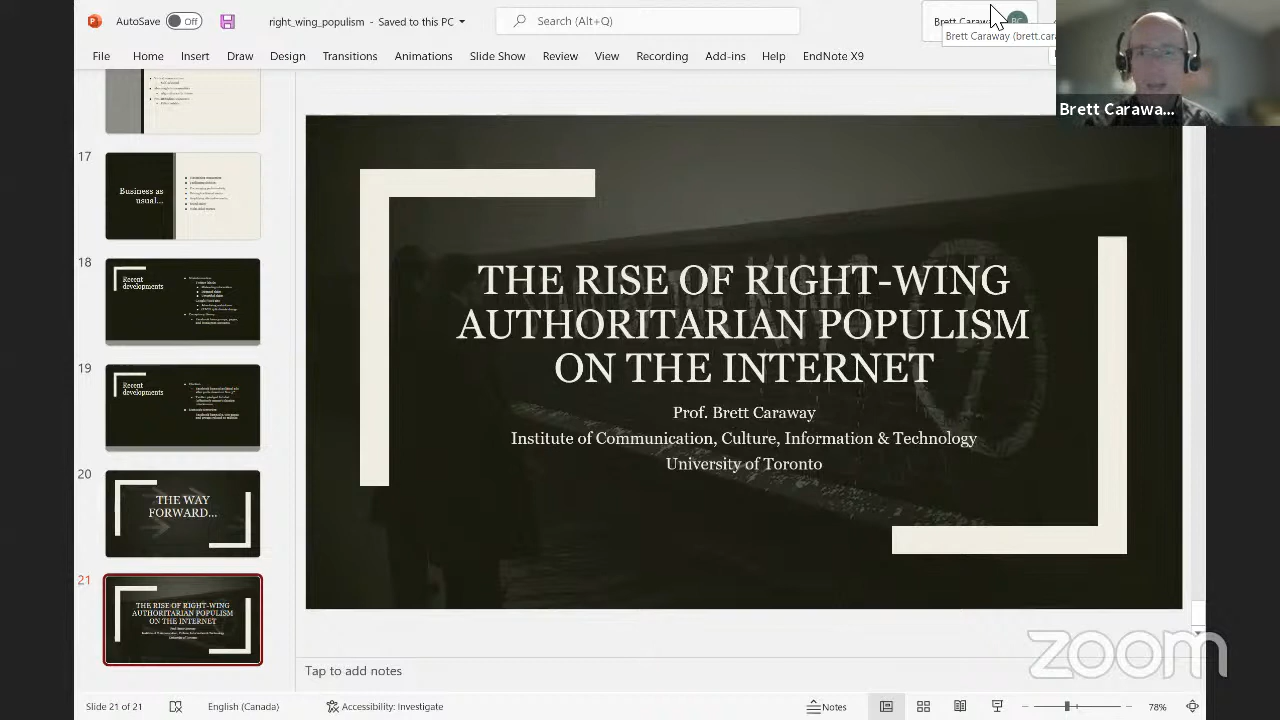 AutoSave
Off
right_wing_populism - Saved to this PC
Search (Alt+Q)
BC
Brett Caraway (brett.cara
File
Home
Insert
Draw
Design
Transitions
Animations
Slide Show
Review
View
Recording
Add-ins
Help
EndNote X9
Brett Carawa...
17
Business as
usual...
18
Recent
developments
19
Recent
developments
20
THE WAY
FORWARD...
21
THE RISE OF RIGHT-WING
AUTHORITARIAN POPULISM
ON THE INTERNET
THE RISE OF RIGHT-WING
AUTHORITARIAN POPULISM
ON THE INTERNET
Prof. Brett Caraway
Institute of Communication, Culture, Information & Technology
University of Toronto
Tap to add notes
zoom
Slide 21 of 21
English (Canada)
Accessibility: Investigate
Notes
78%